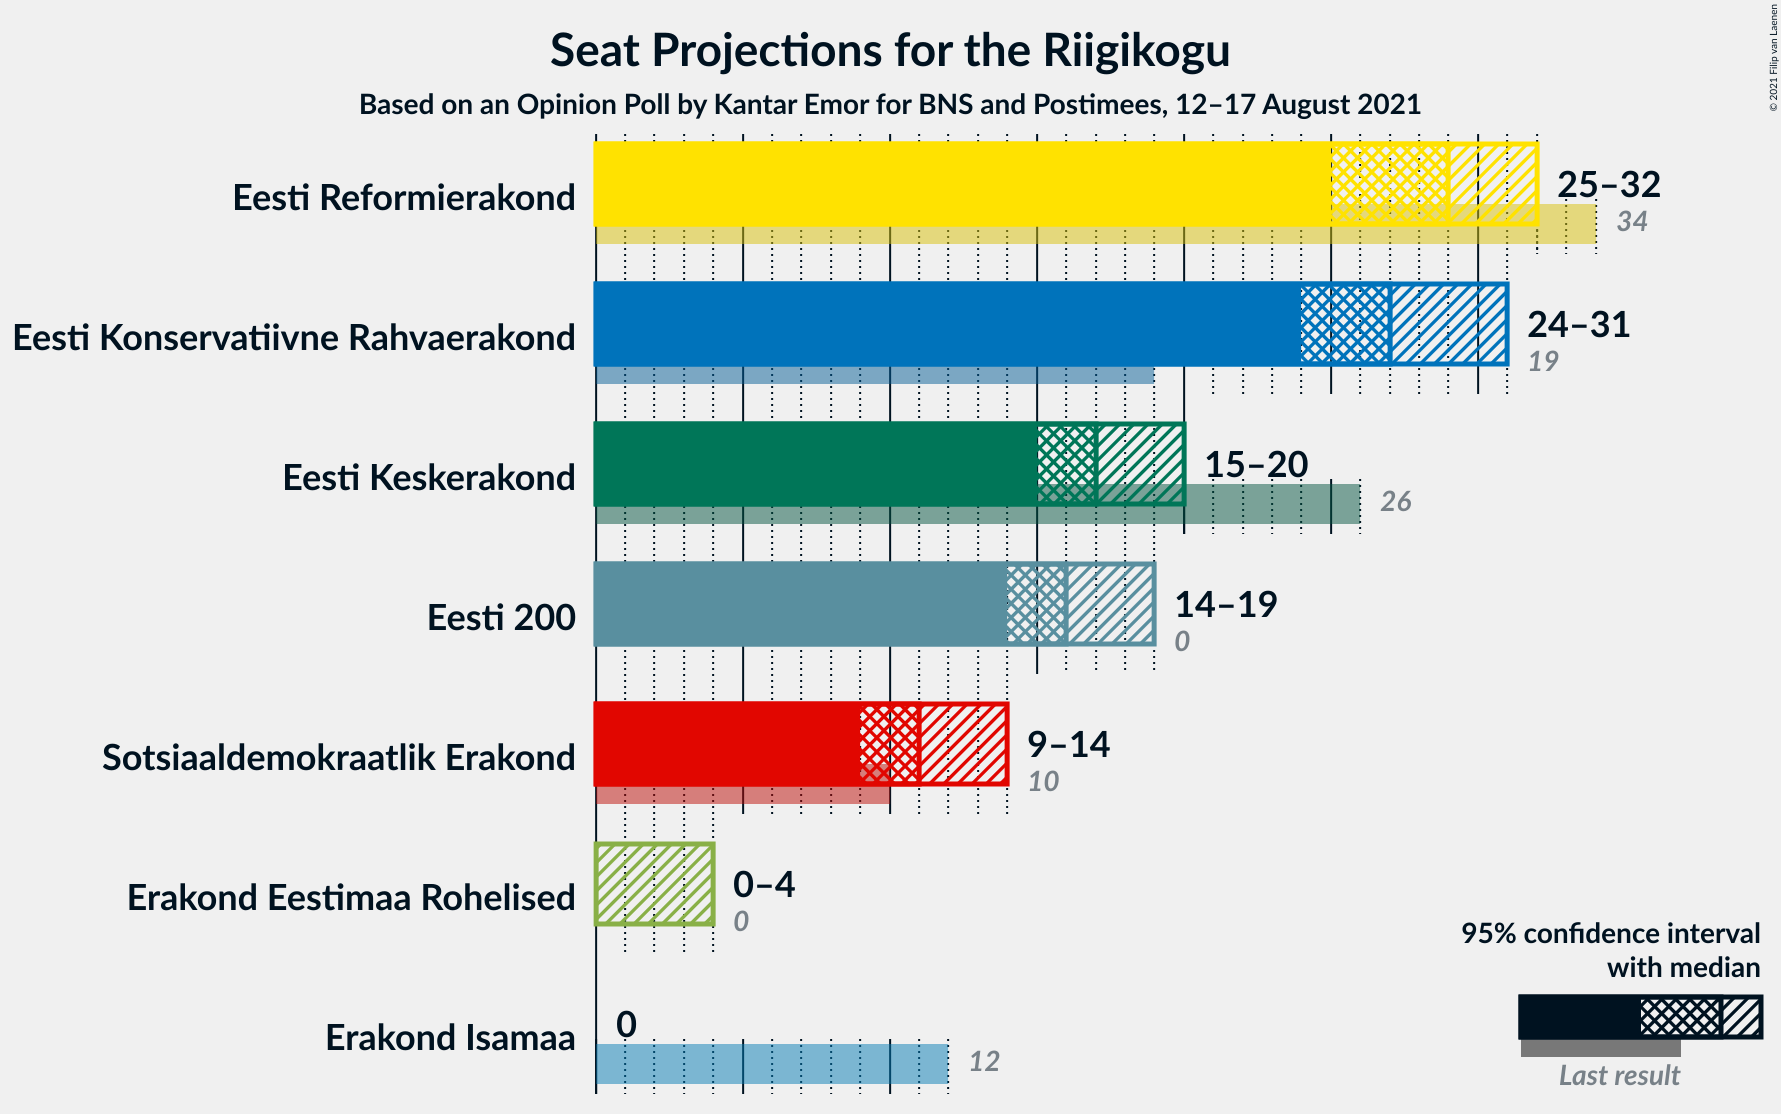 Seat Projections for the Riigikogu
Based on an Opinion Poll by Kantar Emor for BNS and Postimees, 12–17 August 2021
© 2021 Filip van Laenen
Eesti Reformierakond
25–32
34
Eesti Konservatiivne Rahvaerakond
24–31
19
Eesti Keskerakond
15–20
26
Eesti 200
14–19
0
Sotsiaaldemokraatlik Erakond
9–14
10
Erakond Eestimaa Rohelised
0–4
0
Erakond Isamaa
0
12
95% confidence interval
with median
Last result